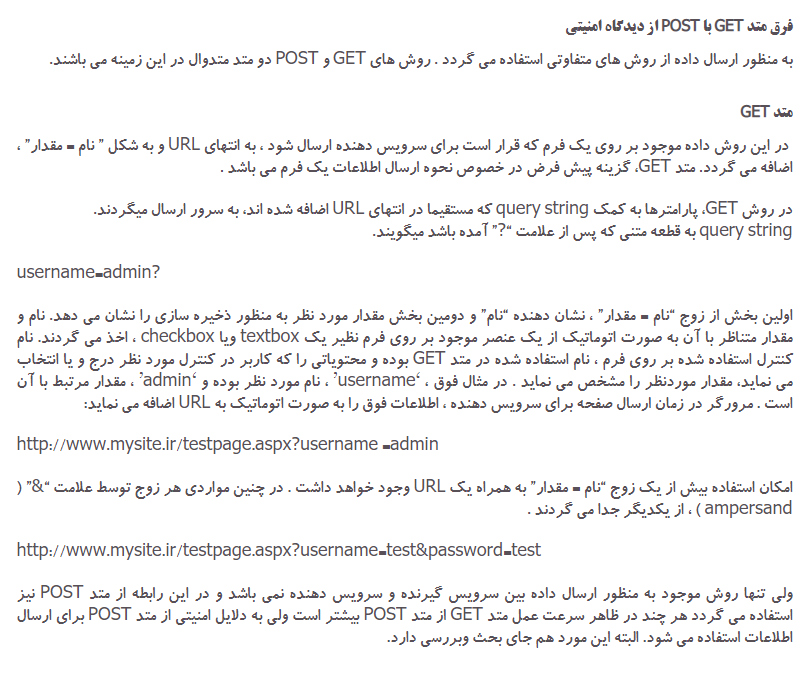 فرق متد GET با POST از دیدگاه امنیتی
به منظور ارسال داده از روش های متفاوتی استفاده می گردد . روش های GET و POST دو متد متدوال در این زمینه می باشند.
متد GET
در این روش داده موجود بر روی یک فرم که قرار است برای سرویس دهنده ارسال شود ، به انتهای URL و به شکل ” نام = مقدار” ،
اضافه می گردد. متد GET، گزینه پیش فرض در خصوص نحوه ارسال اطلاعات یک فرم می باشد .
در روش GET، پارامترها به کمک query string که مستقیما در انتهای URL اضافه شده اند، به سرور ارسال میگردند.
query string به قطعه متنی که پس از علامت “?” آمده باشد میگویند.
username=admin?
اولین بخش از زوج “نام = مقدار” ، نشان دهنده “نام” و دومین بخش مقدار مورد نظر به منظور ذخیره سازی را نشان می دهد. نام و
مقدار متناظر با آن به صورت اتوماتیک از یک عنصر موجود بر روی فرم نظیر یک textbox ویا checkbox ، اخذ می گردند. نام
کنترل استفاده شده بر روی فرم ، نام استفاده شده در متد GET بوده و محتویاتی را که کاربر در کنترل مورد نظر درج و یا انتخاب
می نماید، مقدار موردنظر را مشخص می نماید . در مثال فوق ، ‘username’ ، نام مورد نظر بوده و ‘admin’ ، مقدار مرتبط با آن
است . مرورگر در زمان ارسال صفحه برای سرویس دهنده ، اطلاعات فوق را به صورت اتوماتیک به URL اضافه می نماید:
http://www.mysite.ir/testpage.aspx?username =admin
امکان استفاده بیش از یک زوج “نام = مقدار” به همراه یک URL وجود خواهد داشت . در چنین مواردی هر زوج توسط علامت “&” (
ampersand ) ، از یکدیگر جدا می گردند .
http://www.mysite.ir/testpage.aspx?username=test&password=test
ولی تنها روش موجود به منظور ارسال داده بین سرویس گیرنده و سرویس دهنده نمی باشد و در این رابطه از متد POST نیز
استفاده می گردد هر چند در ظاهر سرعت عمل متد GET از متد POST بیشتر است ولی به دلایل امنیتی از متد POST برای ارسال
اطلاعات استفاده می شود. البته این مورد هم جای بحث وبررسی دارد.